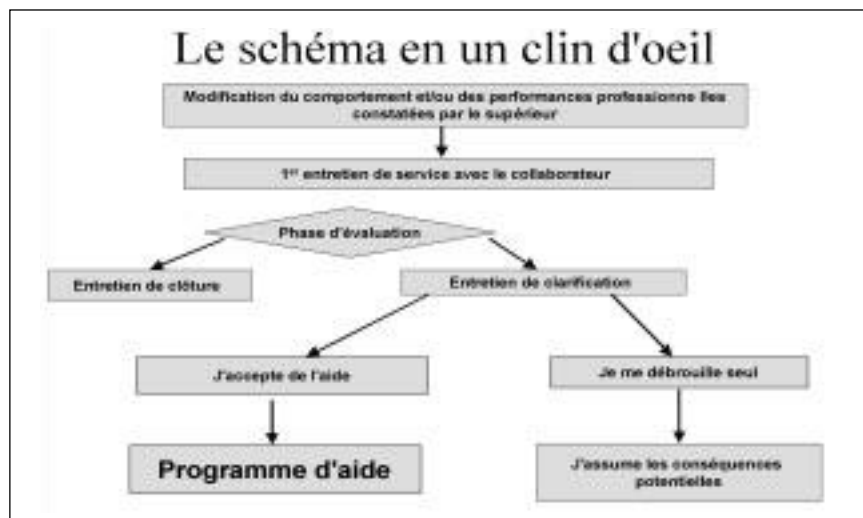 Le schéma en un clin d'oeil
Modification du comportement et/ou des performances professionne lles
constatées par le supérieur
1er entretien de service avec le collaborateur
Phase d'évaluation
Entretien de clôture
Entretien de clarification
J'accepte de l'aide
Je me débrouille seul
Programme d'aide
J'assume les conséquences
potentielles